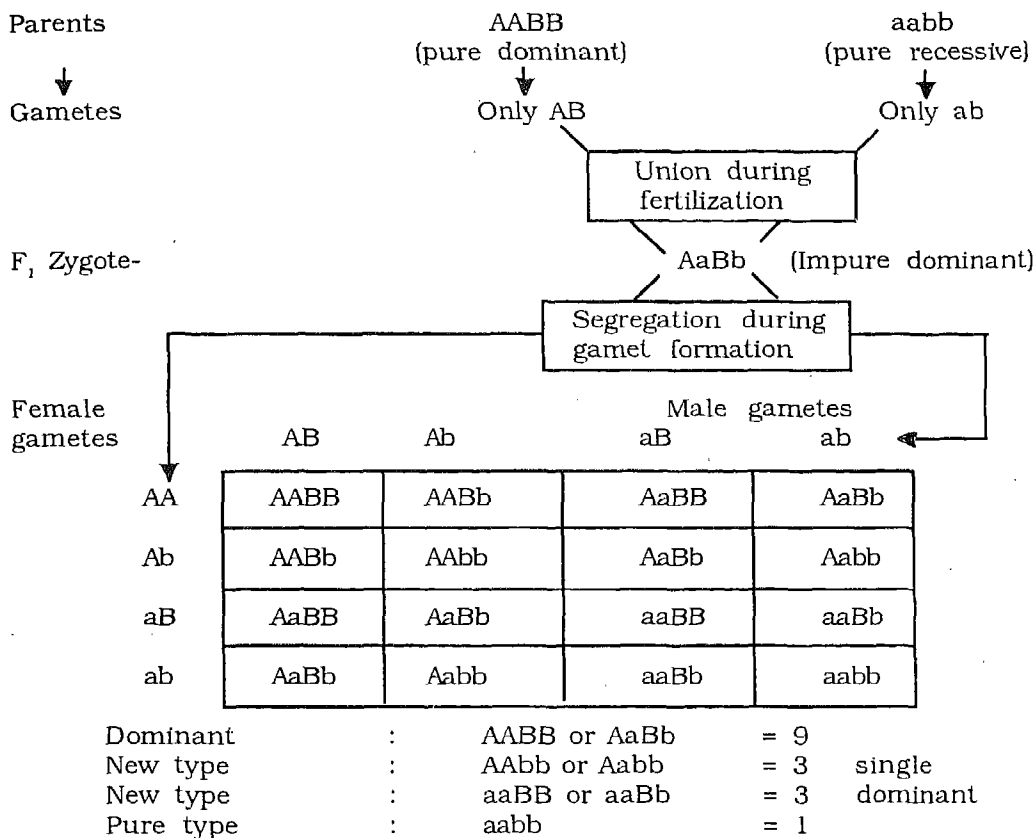 Parents AABB aabb
(pure dominant) (pure recessive)
Gametes Only AB Only ab
Union during
fertilization
F1 Zygote- AaBb (Impure dominant)
Segregation during
gamet formation
Female Male gametes
gametes AB Ab aB ab
AA AABB AABb AaBB AaBb
Ab AABb AAbb AaBb Aabb
aB AaBB AaBb aaBB aaBb
ab AaBb Aabb aaBb aabb
Dominant : AABB or AaBb = 9
New type : AAbb or Aabb = 3 single
New type : aaBB or aaBb = 3 dominant
Pure type : aabb = 1